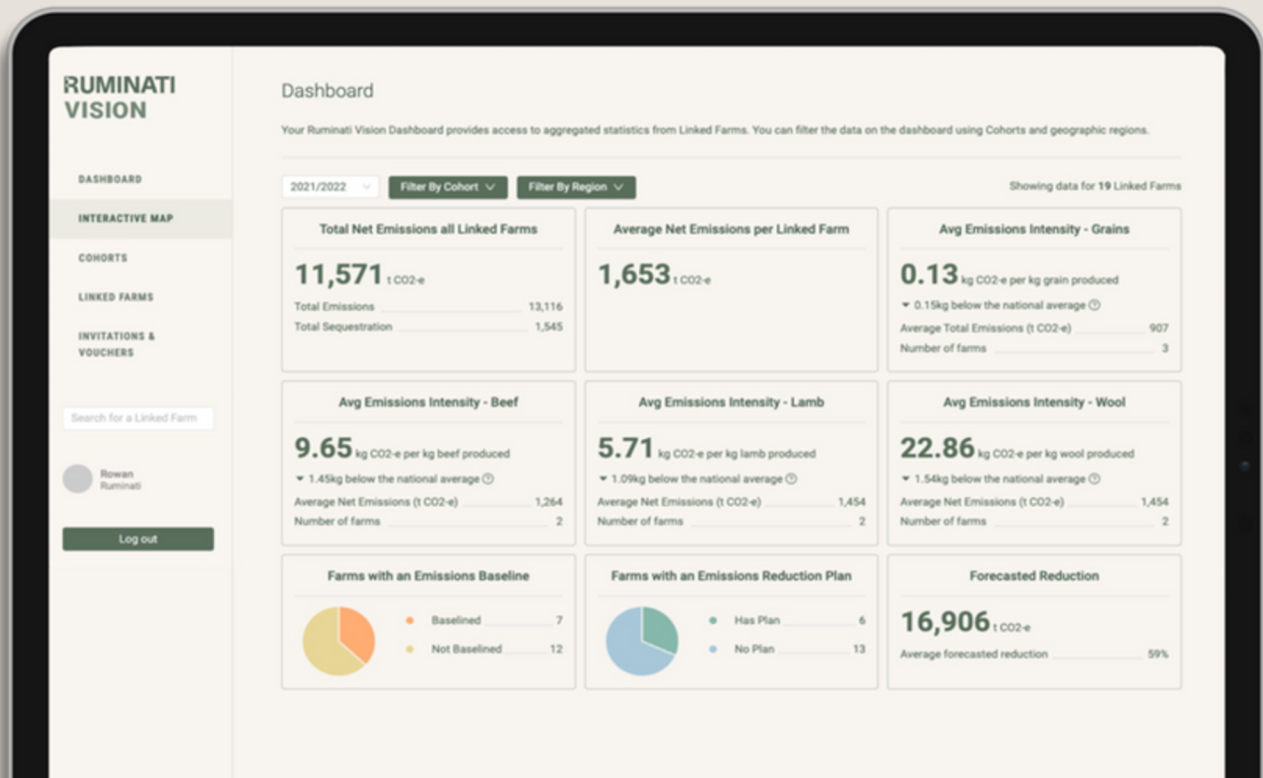 RUMINATI
VISION
DASHBOARD
INTERACTIVE MAP
COHORTS
LINKED FARMS
INVITATIONS &
VOUCHERS
Search for a Linked Farm
Rowan
Ruminati
Log out
Dashboard
Your Ruminati Vision Dashboard provides access to aggregated statistics from Linked Farms. You can filter the data on the dashboard using Cohorts and geographic regions.
2021/2022
Filter By Cohort
Filter By Region
Showing data for 19 Linked Farms
Total Net Emissions all Linked Farms
11,571 t CO2-e
Total Emissions 13,116
Total Sequestration 1,545
Average Net Emissions per Linked Farm
1,653 t CO2-e
Avg Emissions Intensity - Grains
0.13 kg CO2-e per kg grain produced
0.15kg below the national average ?
Average Total Emissions (t CO2-e) 907
Number of farms 3
Avg Emissions Intensity - Beef
9.65 kg CO2-e per kg beef produced
1.45kg below the national average ?
Average Net Emissions (t CO2-e) 1,264
Number of farms 2
Avg Emissions Intensity - Lamb
5.71 kg CO2-e per kg lamb produced
1.09kg below the national average ?
Average Net Emissions (t CO2-e) 1,454
Number of farms 2
Avg Emissions Intensity - Wool
22.86 kg CO2-e per kg wool produced
1.54kg below the national average ?
Average Net Emissions (t CO2-e) 1,454
Number of farms 2
Farms with an Emissions Baseline
Baselined 7
Not Baselined 12
Farms with an Emissions Reduction Plan
Has Plan 6
No Plan 13
Forecasted Reduction
16,906 t CO2-e
Average forecasted reduction 59%